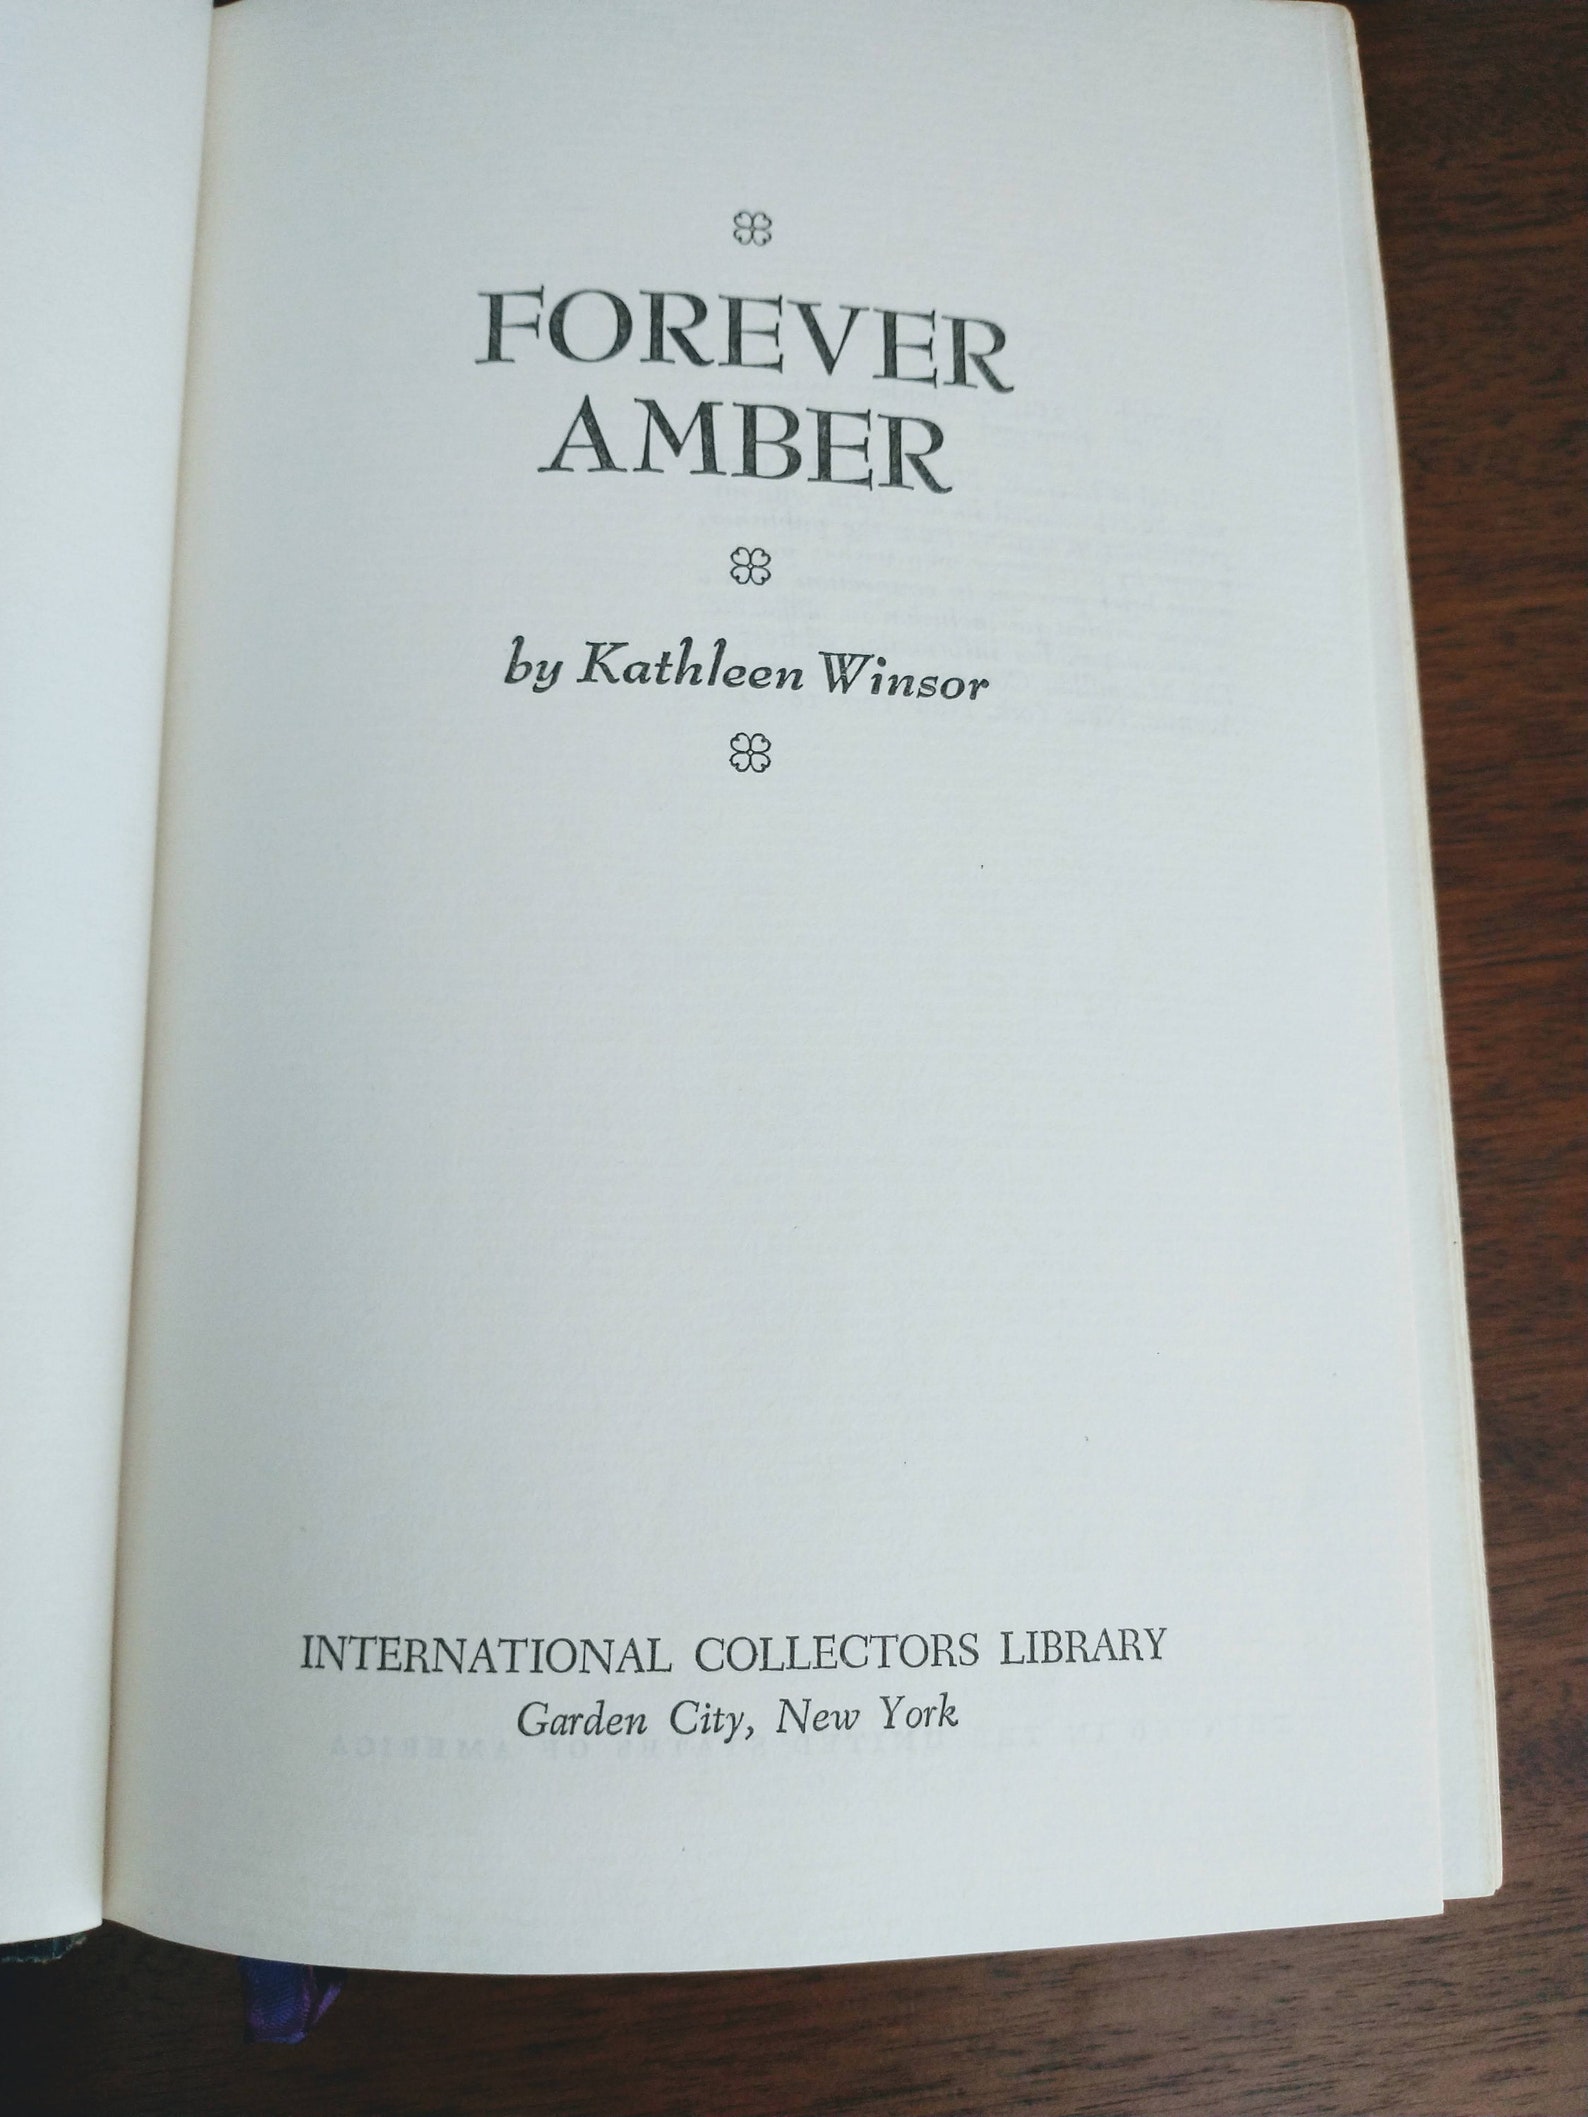 FOREVER
AMBER
by Kathleen Winsor
INTERNATIONAL COLLECTORS LIBRARY
Garden City, New York